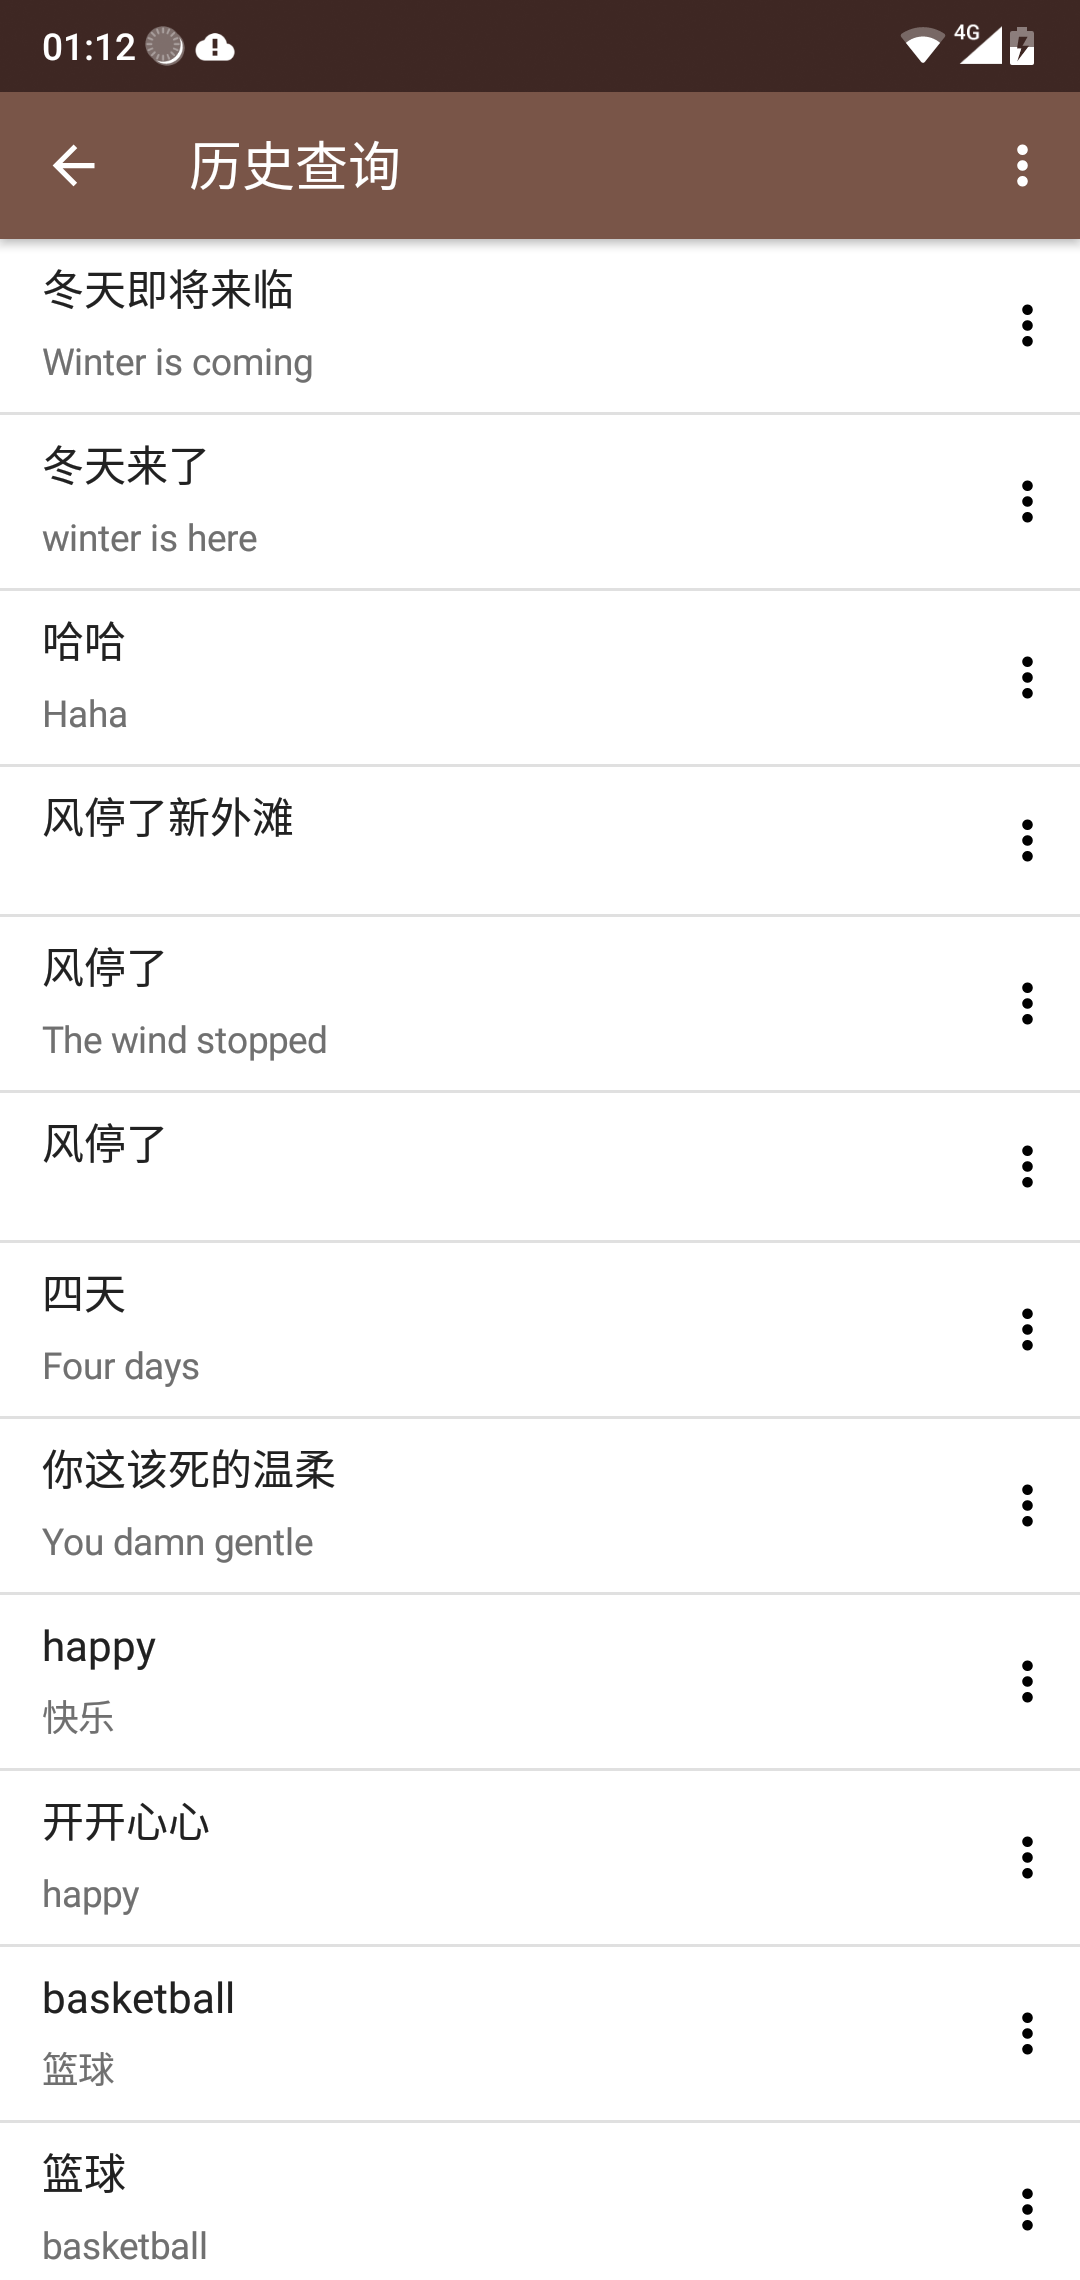 01:12
4G
历史查询
冬天即将来临
Winter is coming
冬天来了
winter is here
哈哈
Haha
风停了新外滩
风停了
The wind stopped
风停了
四天
Four days
你这该死的温柔
You damn gentle
happy
快乐
开开心心
happy
basketball
篮球
篮球
basketball